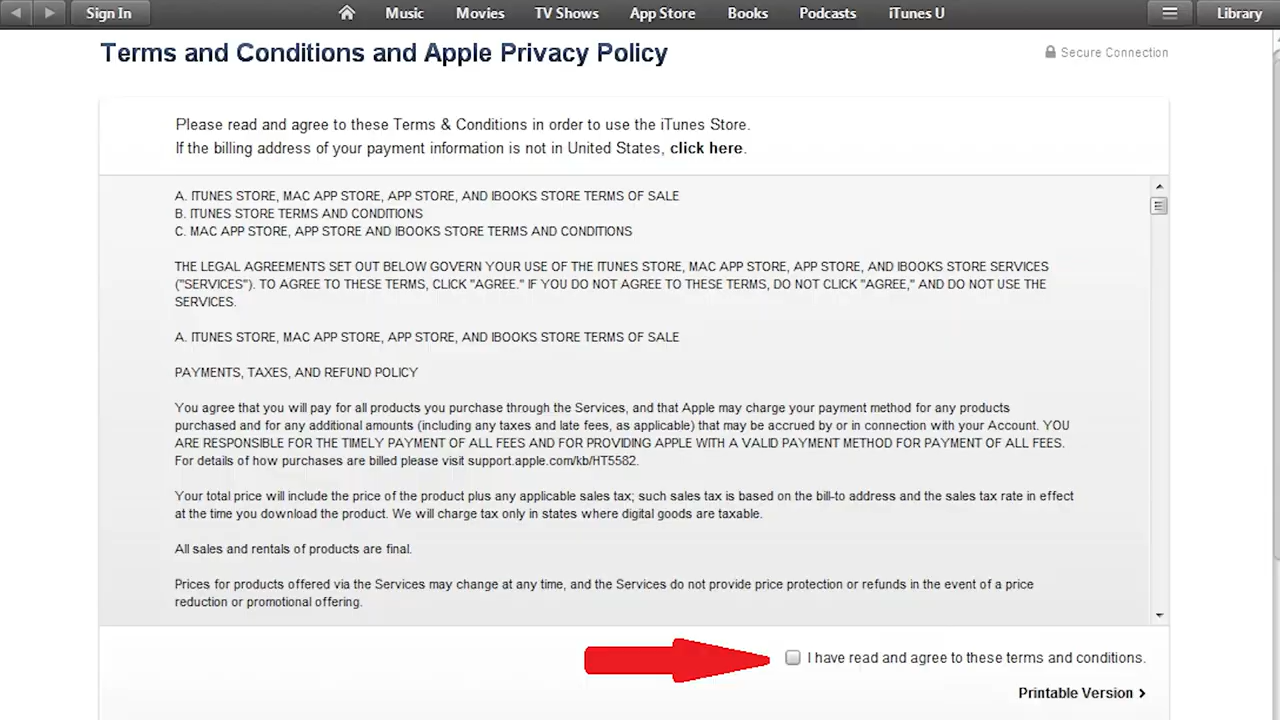 Sign In Music Movies TV Shows App Store Books Podcasts iTunes U Library
Terms and Conditions and Apple Privacy Policy
Secure Connection
Please read and agree to these Terms & Conditions in order to use the iTunes Store.
If the billing address of your payment information is not in United States, click here.
A. ITUNES STORE, MAC APP STORE, APP STORE, AND IBOOKS STORE TERMS OF SALE
B. ITUNES STORE TERMS AND CONDITIONS
C. MAC APP STORE, APP STORE AND IBOOKS STORE TERMS AND CONDITIONS
THE LEGAL AGREEMENTS SET OUT BELOW GOVERN YOUR USE OF THE ITUNES STORE, MAC APP STORE, APP STORE, AND IBOOKS STORE SERVICES
("SERVICES"). TO AGREE TO THESE TERMS, CLICK "AGREE." IF YOU DO NOT AGREE TO THESE TERMS, DO NOT CLICK "AGREE," AND DO NOT USE THE
SERVICES.
A. ITUNES STORE, MAC APP STORE, APP STORE, AND IBOOKS STORE TERMS OF SALE
PAYMENTS, TAXES, AND REFUND POLICY
You agree that you will pay for all products you purchase through the Services, and that Apple may charge your payment method for any products
purchased and for any additional amounts (including any taxes and late fees, as applicable) that may be accrued by or in connection with your Account. YOU
ARE RESPONSIBLE FOR THE TIMELY PAYMENT OF ALL FEES AND FOR PROVIDING APPLE WITH A VALID PAYMENT METHOD FOR PAYMENT OF ALL FEES.
For details of how purchases are billed please visit support.apple.com/kb/HT5582.
Your total price will include the price of the product plus any applicable sales tax; such sales tax is based on the bill-to address and the sales tax rate in effect
at the time you download the product. We will charge tax only in states where digital goods are taxable.
All sales and rentals of products are final.
Prices for products offered via the Services may change at any time, and the Services do not provide price protection or refunds in the event of a price
reduction or promotional offering.
I have read and agree to these terms and conditions.
Printable Version